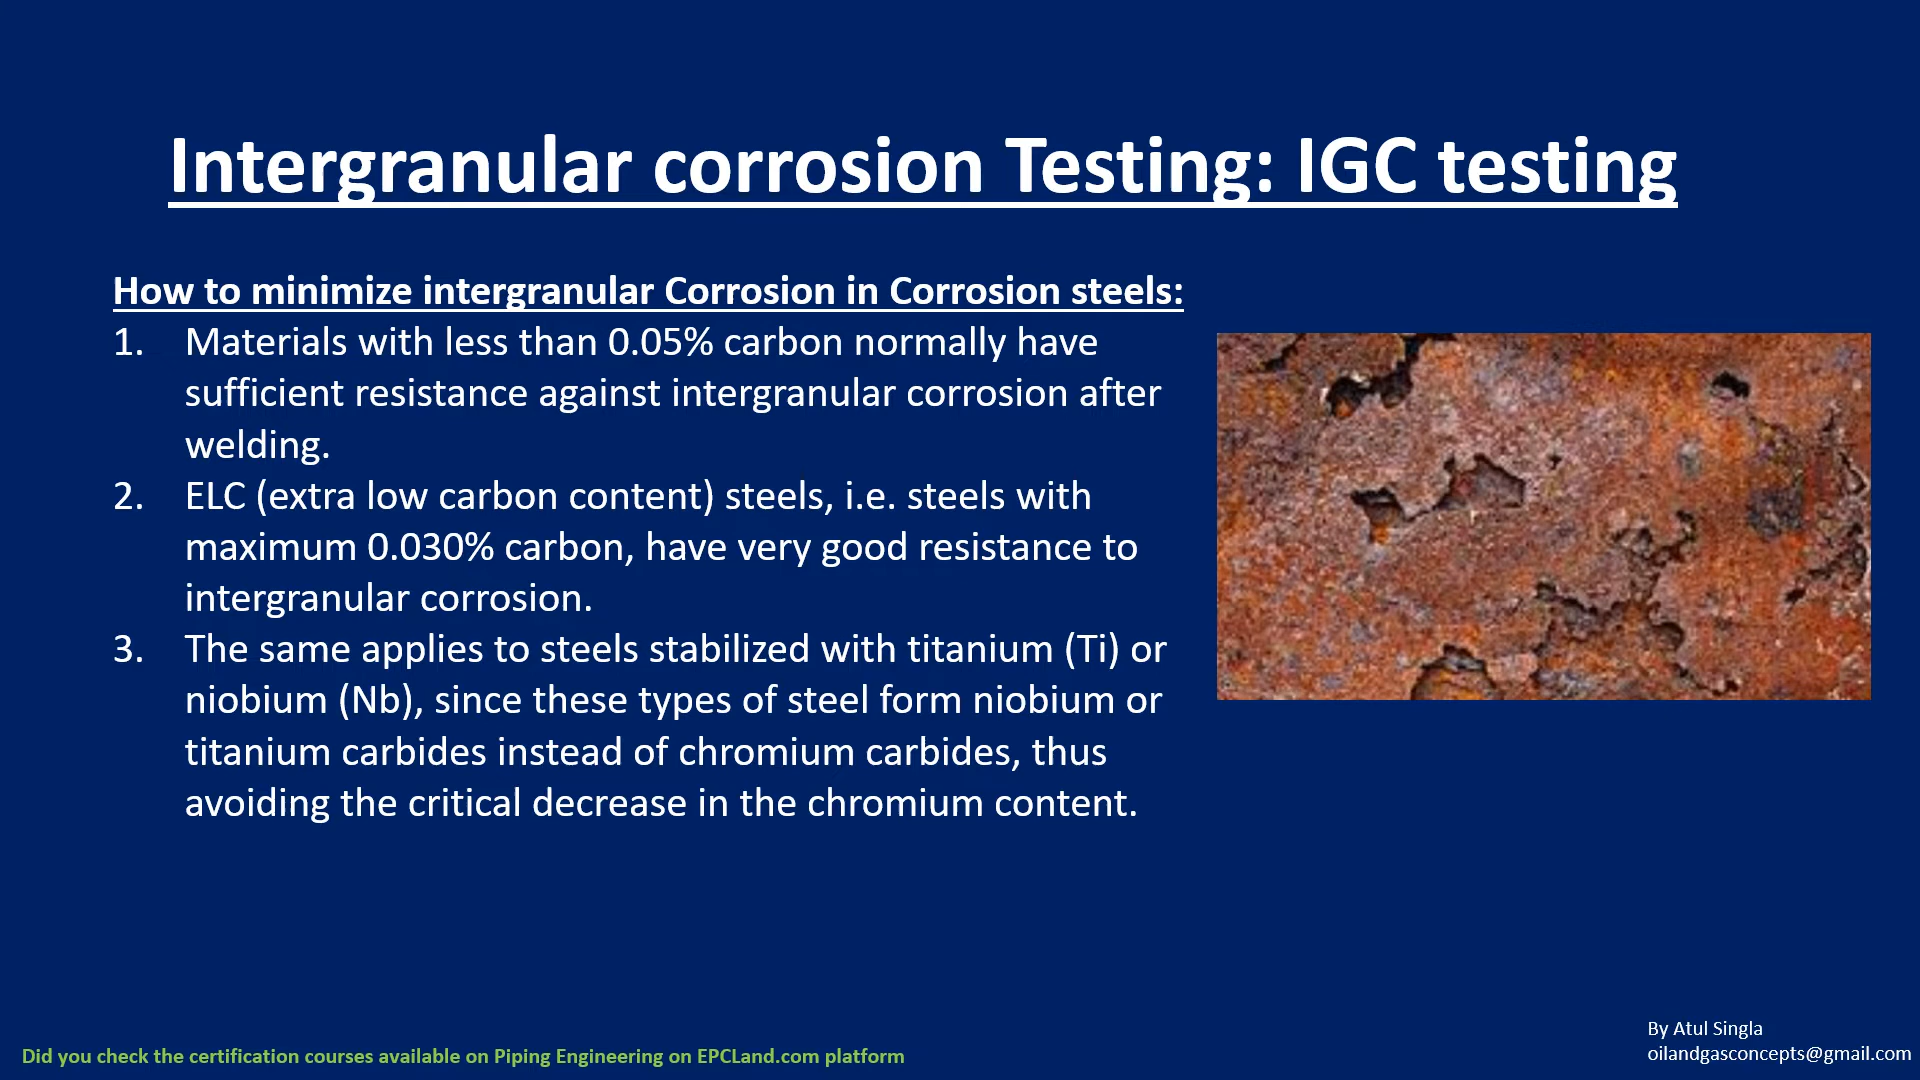 Intergranular corrosion Testing: IGC testing
How to minimize intergranular Corrosion in Corrosion steels:
1. Materials with less than 0.05% carbon normally have
sufficient resistance against intergranular corrosion after
welding.
2. ELC (extra low carbon content) steels, i.e. steels with
maximum 0.030% carbon, have very good resistance to
intergranular corrosion.
3. The same applies to steels stabilized with titanium (Ti) or
niobium (Nb), since these types of steel form niobium or
titanium carbides instead of chromium carbides, thus
avoiding the critical decrease in the chromium content.
By Atul Singla
oilandgasconcepts@gmail.com
Did you check the certification courses available on Piping Engineering on EPCLand.com platform